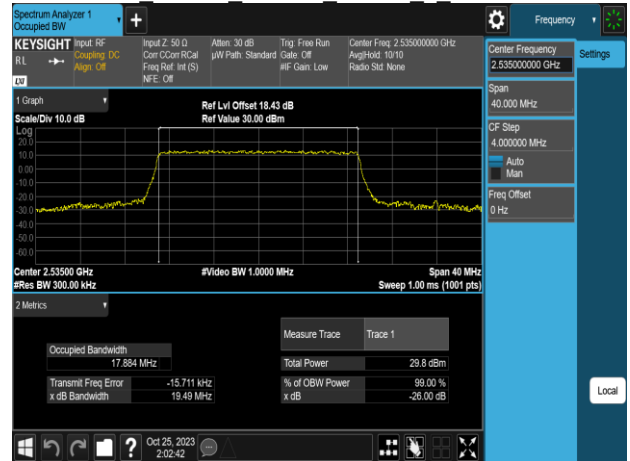 Spectrum Analyzer 1
Occupied BW
Frequency
KEYSIGHT
RL
LXI
Input: RF
Coupling: DC
Align: Off
Input Z: 50 Ω
Corr CCorr RCal
Freq Ref: Int (S)
NFE: Off
Atten: 30 dB
µW Path: Standard
Trig: Free Run
Gate: Off
#IF Gain: Low
Center Freq: 2.535000000 GHz
Avg|Hold: 10/10
Radio Std: None
Center Frequency
2.535000000 GHz
Settings
Span
40.000 MHz
CF Step
4.000000 MHz
Auto
Man
Freq Offset
0 Hz
Local
1 Graph
Scale/Div 10.0 dB
Ref Lvl Offset 18.43 dB
Ref Value 30.00 dBm
Log
20.0
10.0
0.00
-10.0
-20.0
-30.0
-40.0
-50.0
-60.0
Center 2.53500 GHz
#Res BW 300.00 kHz
#Video BW 1.0000 MHz
Span 40 MHz
Sweep 1.00 ms (1001 pts)
2 Metrics
Measure Trace
Trace 1
Occupied Bandwidth
17.884 MHz
Total Power
29.8 dBm
Transmit Freq Error
-15.711 kHz
% of OBW Power
99.00 %
x dB Bandwidth
19.49 MHz
x dB
-26.00 dB
?
Oct 25, 2023
2:02:42